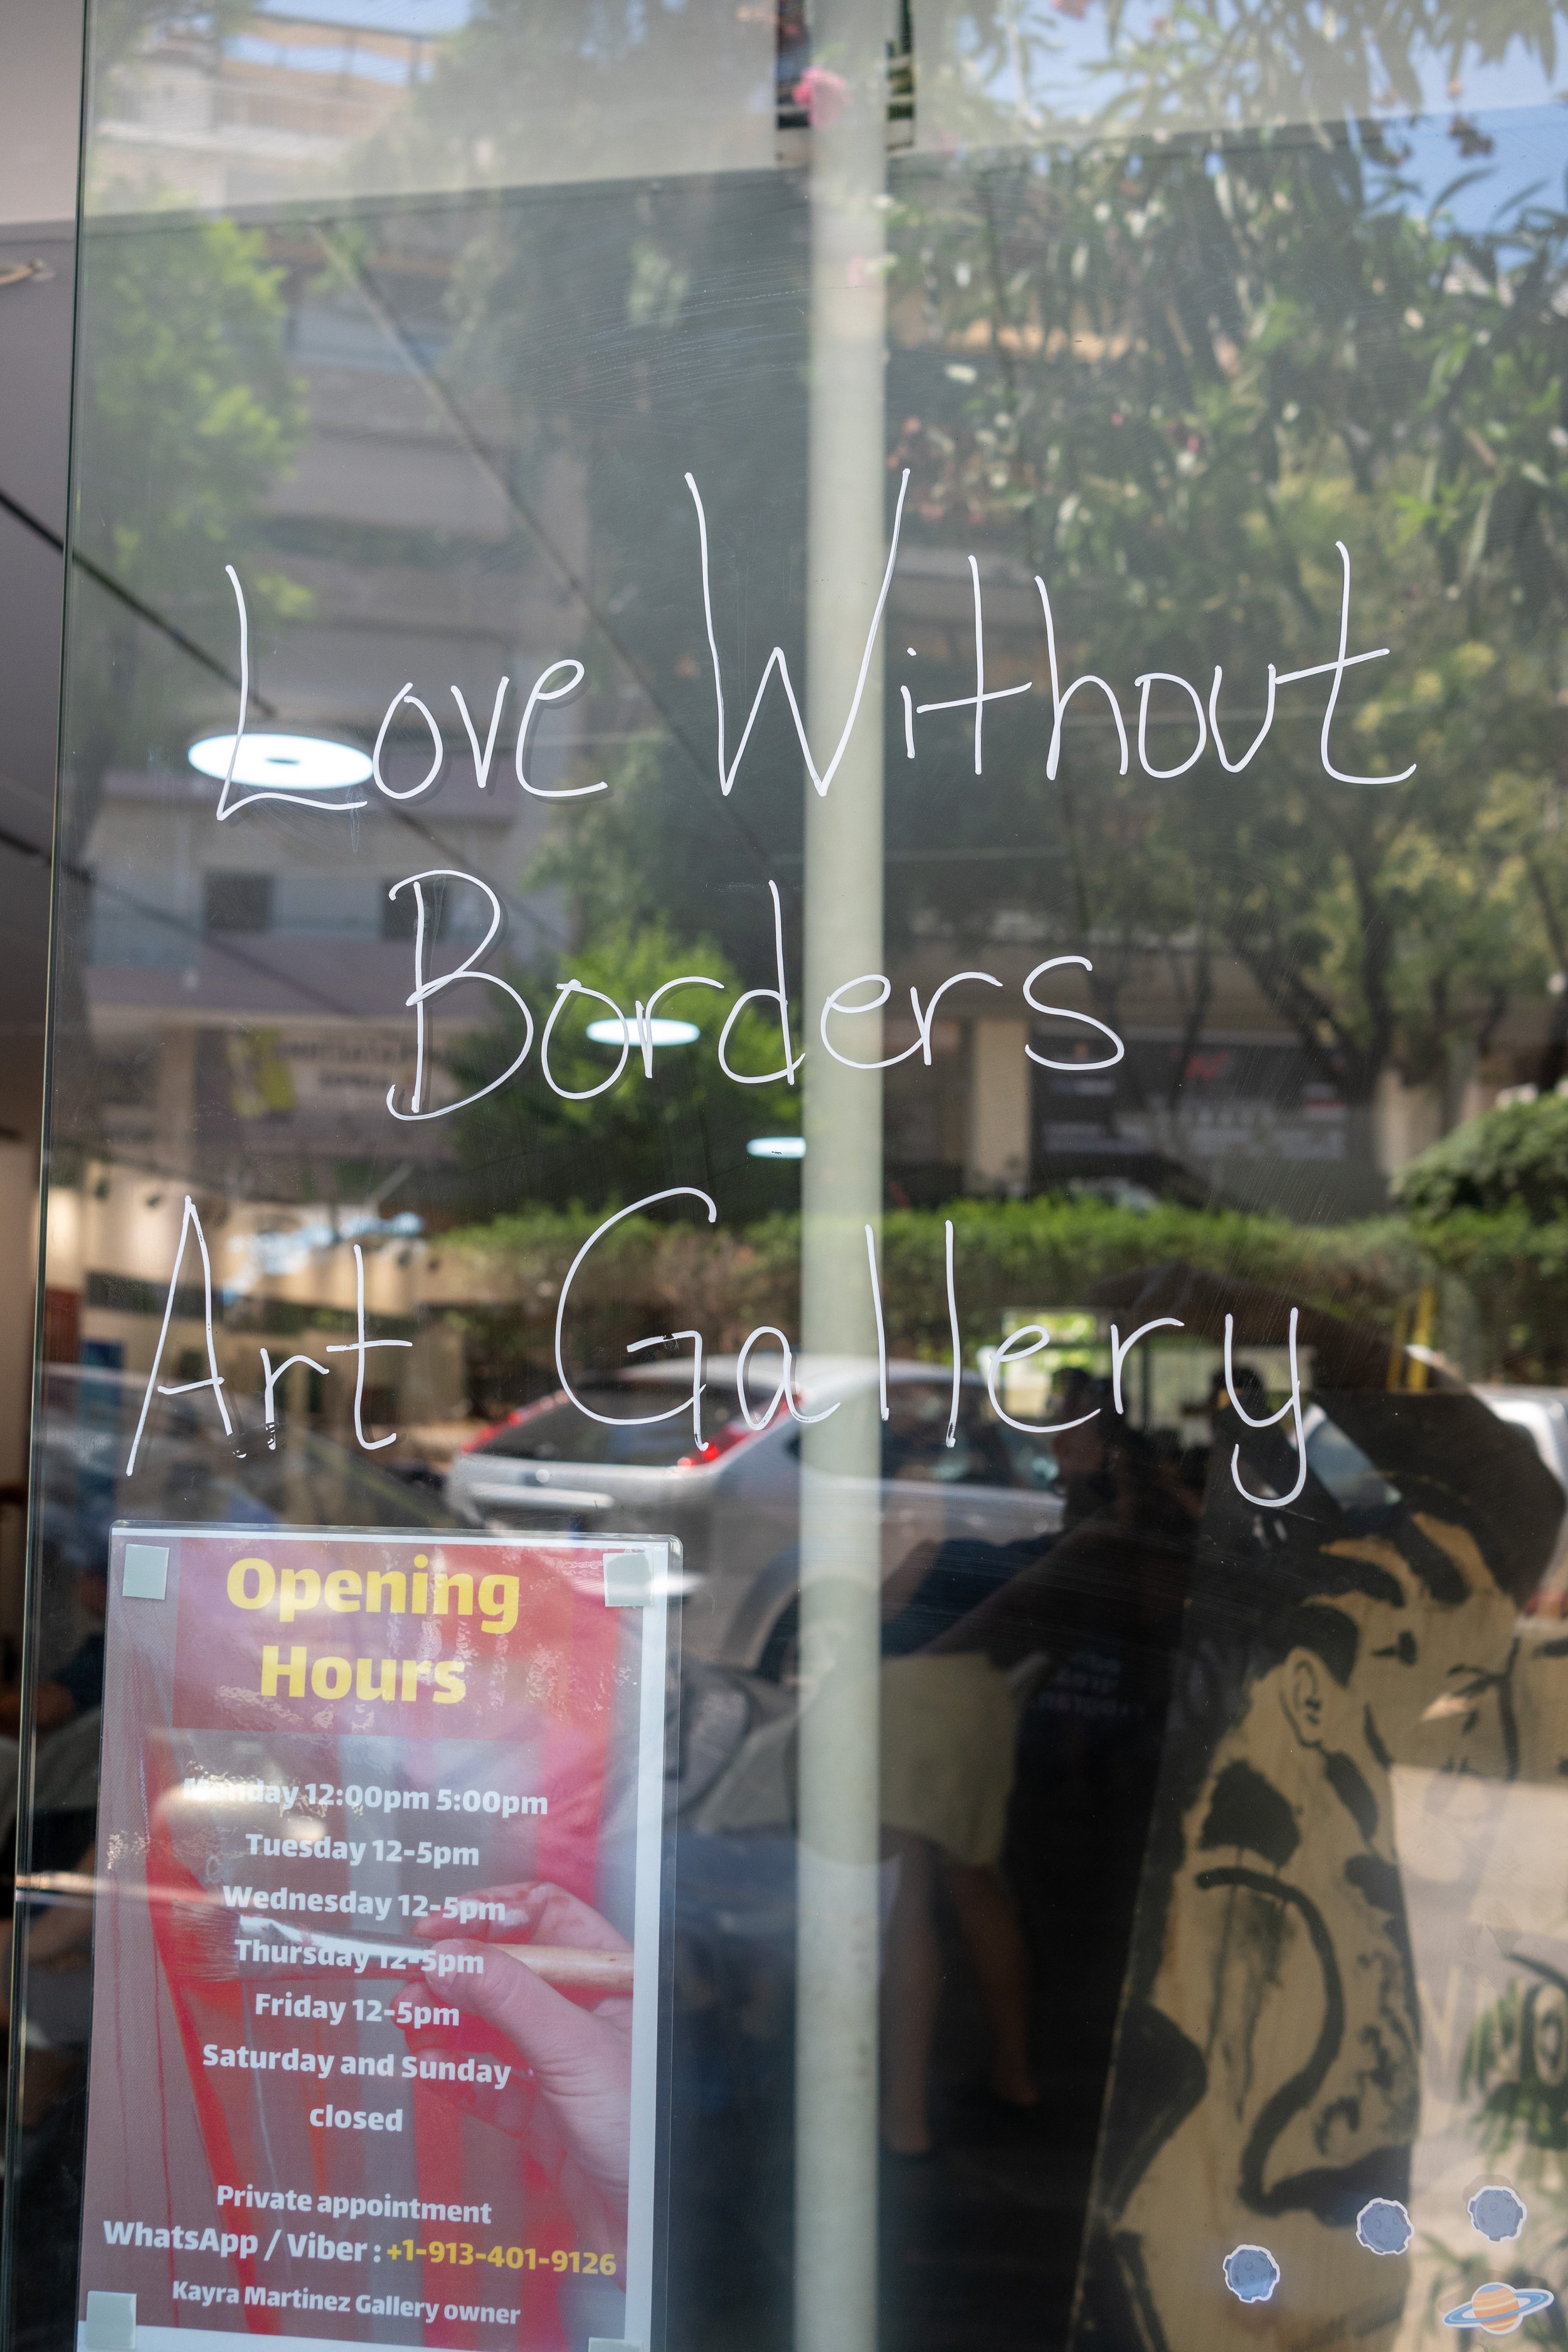 Love Without
Borders
Art Gallery
Opening
Hours
Monday 12:00pm 5:00pm
Tuesday 12-5pm
Wednesday 12-5pm
Thursday 12-5pm
Friday 12-5pm
Saturday and Sunday
closed
Private appointment
WhatsApp / Viber : +1-913-401-9126
Kayra Martinez Gallery owner